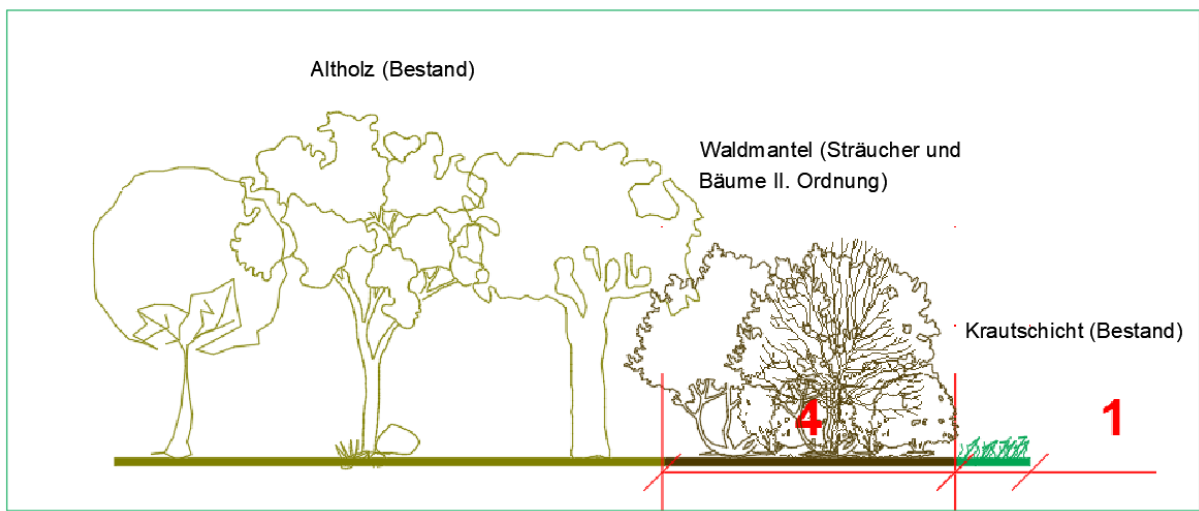 Altholz (Bestand)
Waldmantel (Sträucher und
Bäume II. Ordnung)
Krautschicht (Bestand)
4
1